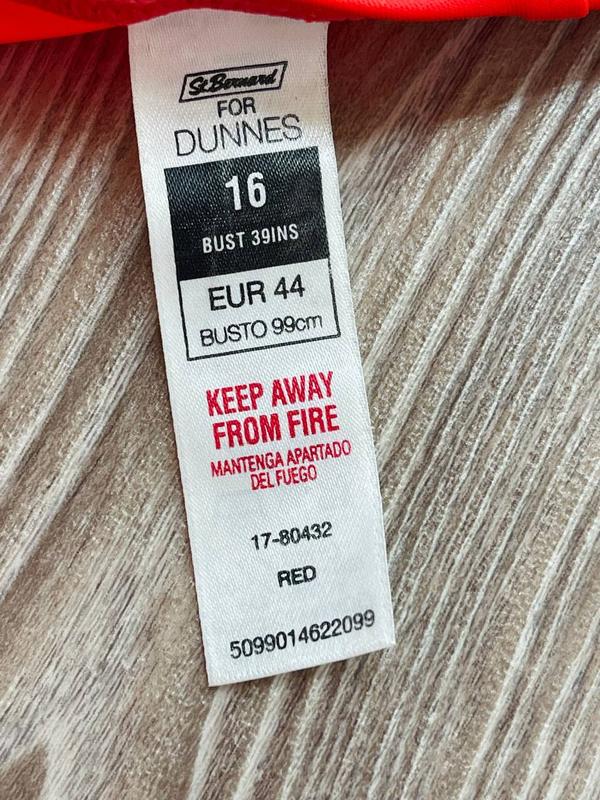 St. Bernard
FOR
DUNNES
16
BUST 39INS
EUR 44
BUSTO 99cm
KEEP AWAY
FROM FIRE
MANTENGA APARTADO
DEL FUEGO
17-80432
RED
5099014622099